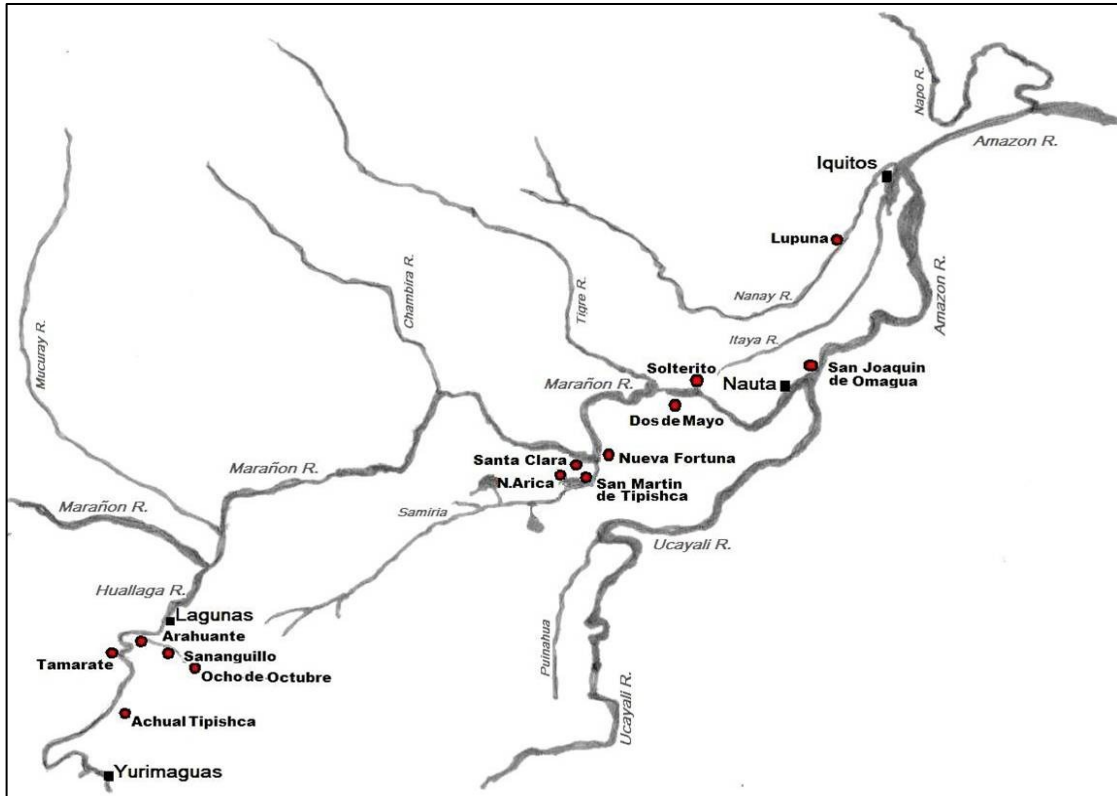 Napo R.
Amazon R.
Iquitos
Lupuna
Nanay R.
Amazon R.
Itaya R.
Tigre R.
Chambira R.
Mucuray R.
Solterito
Marañon R.
Nauta
San Joaquin
de Omagua
Dos de Mayo
Santa Clara
Nueva Fortuna
N.Arica
San Martin
de Tipishca
Marañon R.
Marañon R.
Samiria
Ucayali R.
Huallaga R.
Lagunas
Arahuante
Tamarate
Sananguillo
Ocho de Octubre
Puinahua
Ucayali R.
Achual Tipishca
Yurimaguas